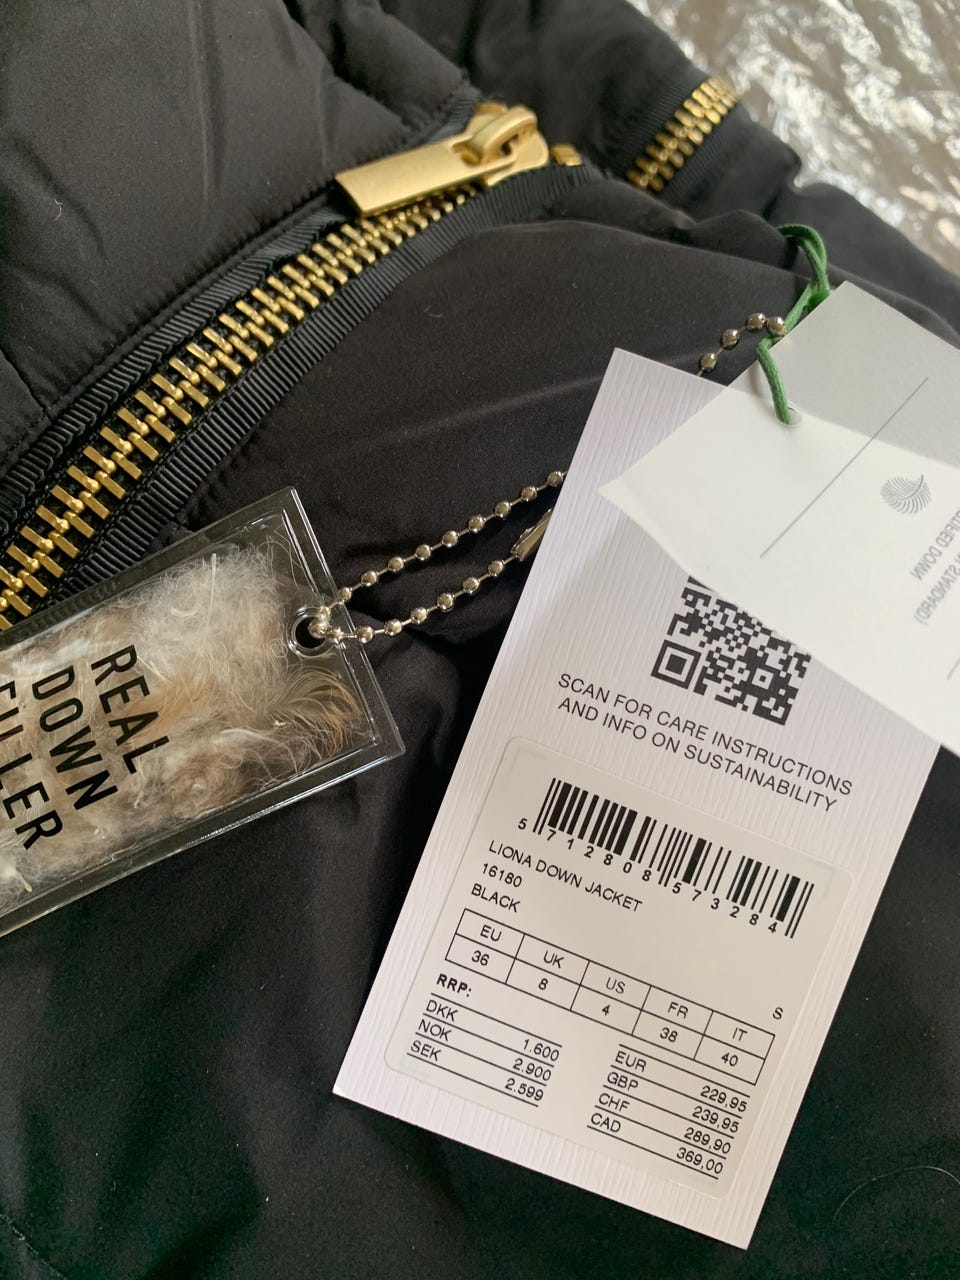 REAL
DOWN
DOWN
STANDARD)
SCAN FOR CARE INSTRUCTIONS
AND INFO ON SUSTAINABILITY
5 712808 573284
LIONA DOWN JACKET
16180
BLACK
S
EU UK US FR IT
36 8 4 38 40
RRP:
DKK 1.600
NOK 2.900
SEK 2.599
EUR 229,95
GBP 239,95
CHF 289,90
CAD 369,00